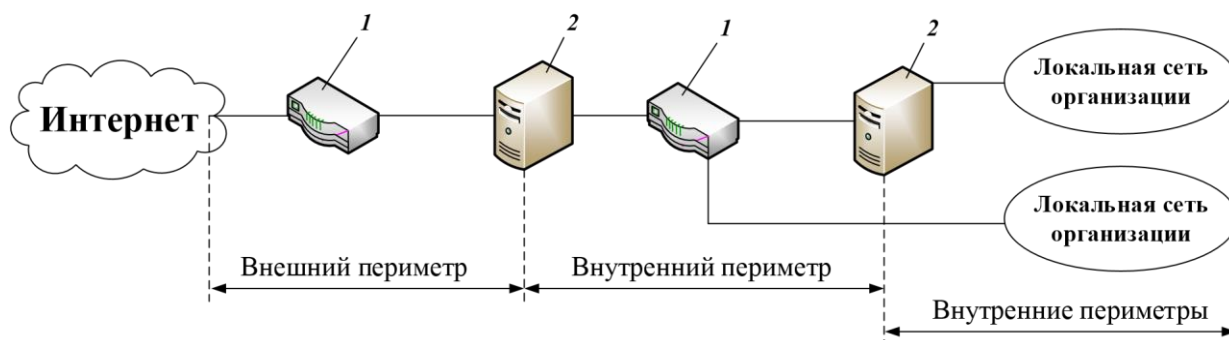 1
2
1
2
Интернет
Локальная сеть
организации
Локальная сеть
организации
Внешний периметр
Внутренний периметр
Внутренние периметры